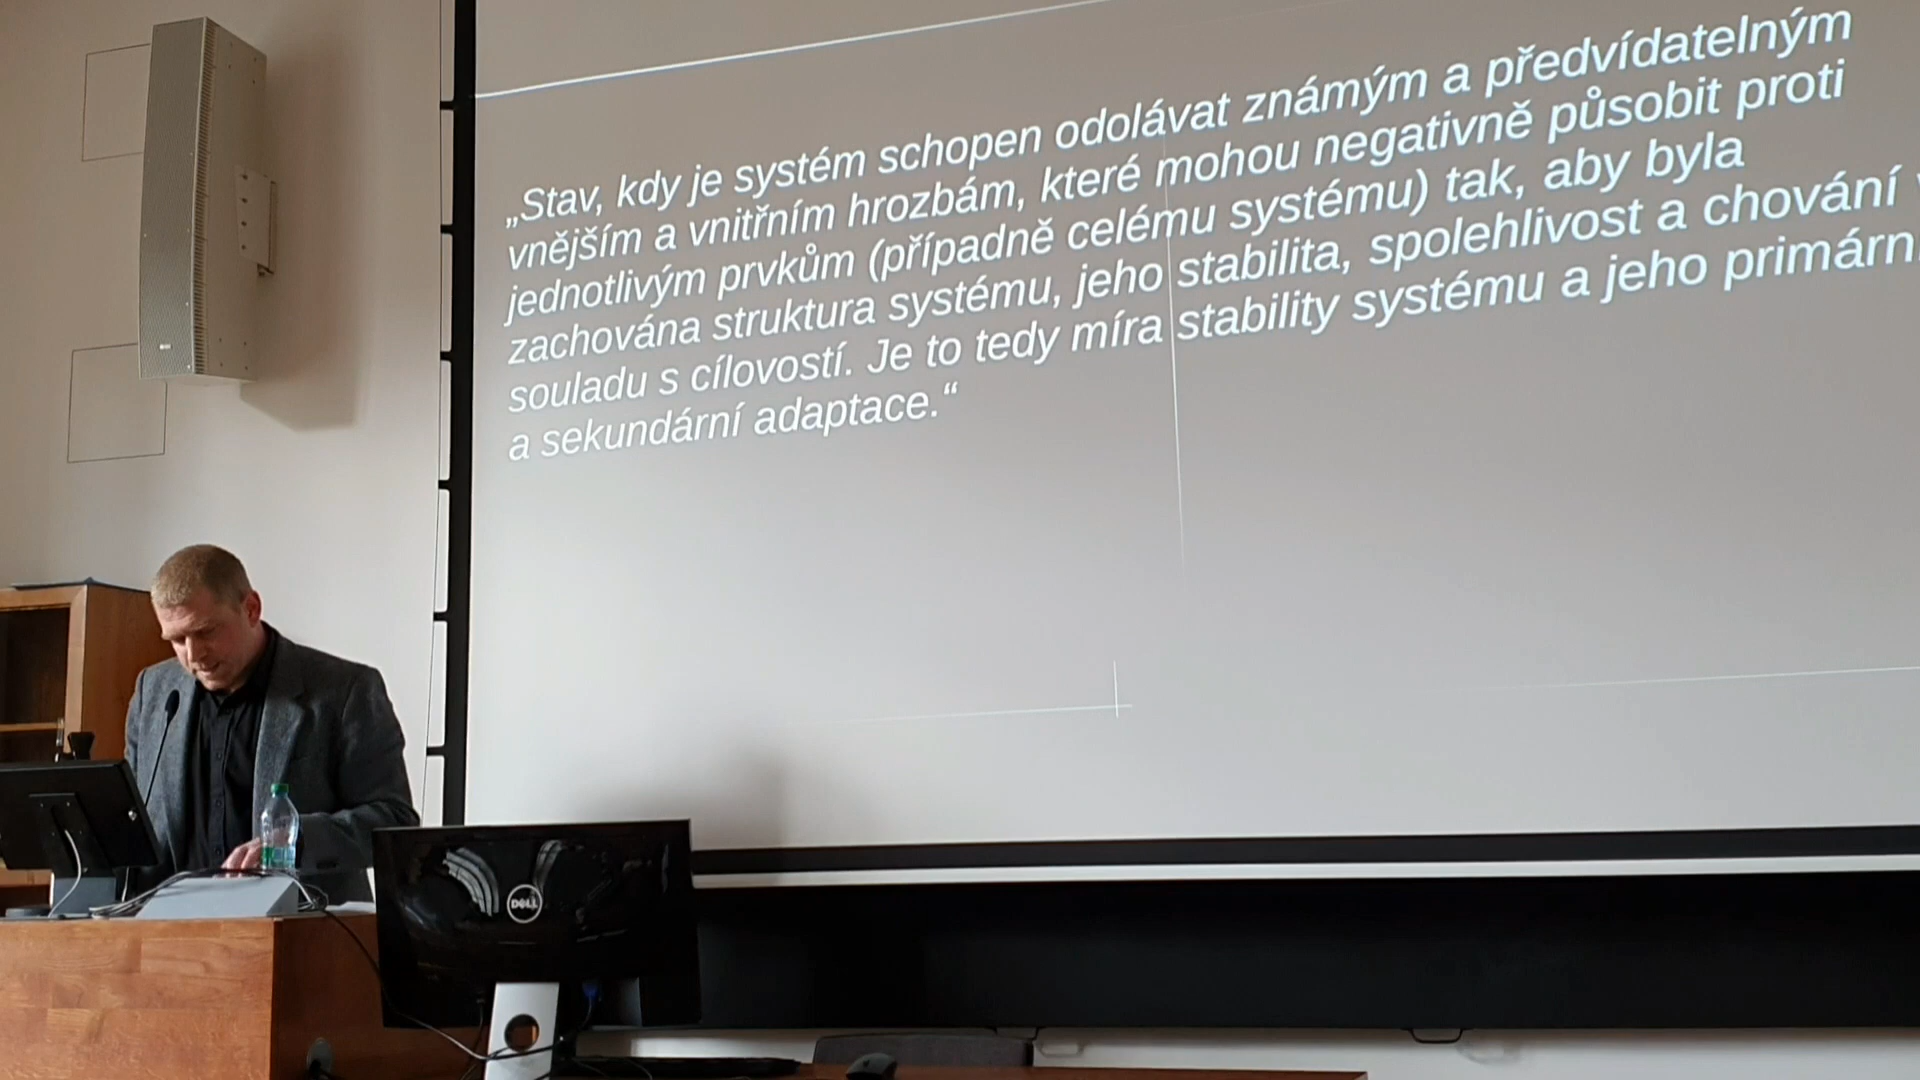 „Stav, kdy je systém schopen odolávat známým a předvídatelným
vnějším a vnitřním hrozbám, které mohou negativně působit proti
jednotlivým prvkům (případně celému systému) tak, aby byla
zachována struktura systému, jeho stabilita, spolehlivost a chování
souladu s cílovostí. Je to tedy míra stability systému a jeho primární
a sekundární adaptace.“
DELL